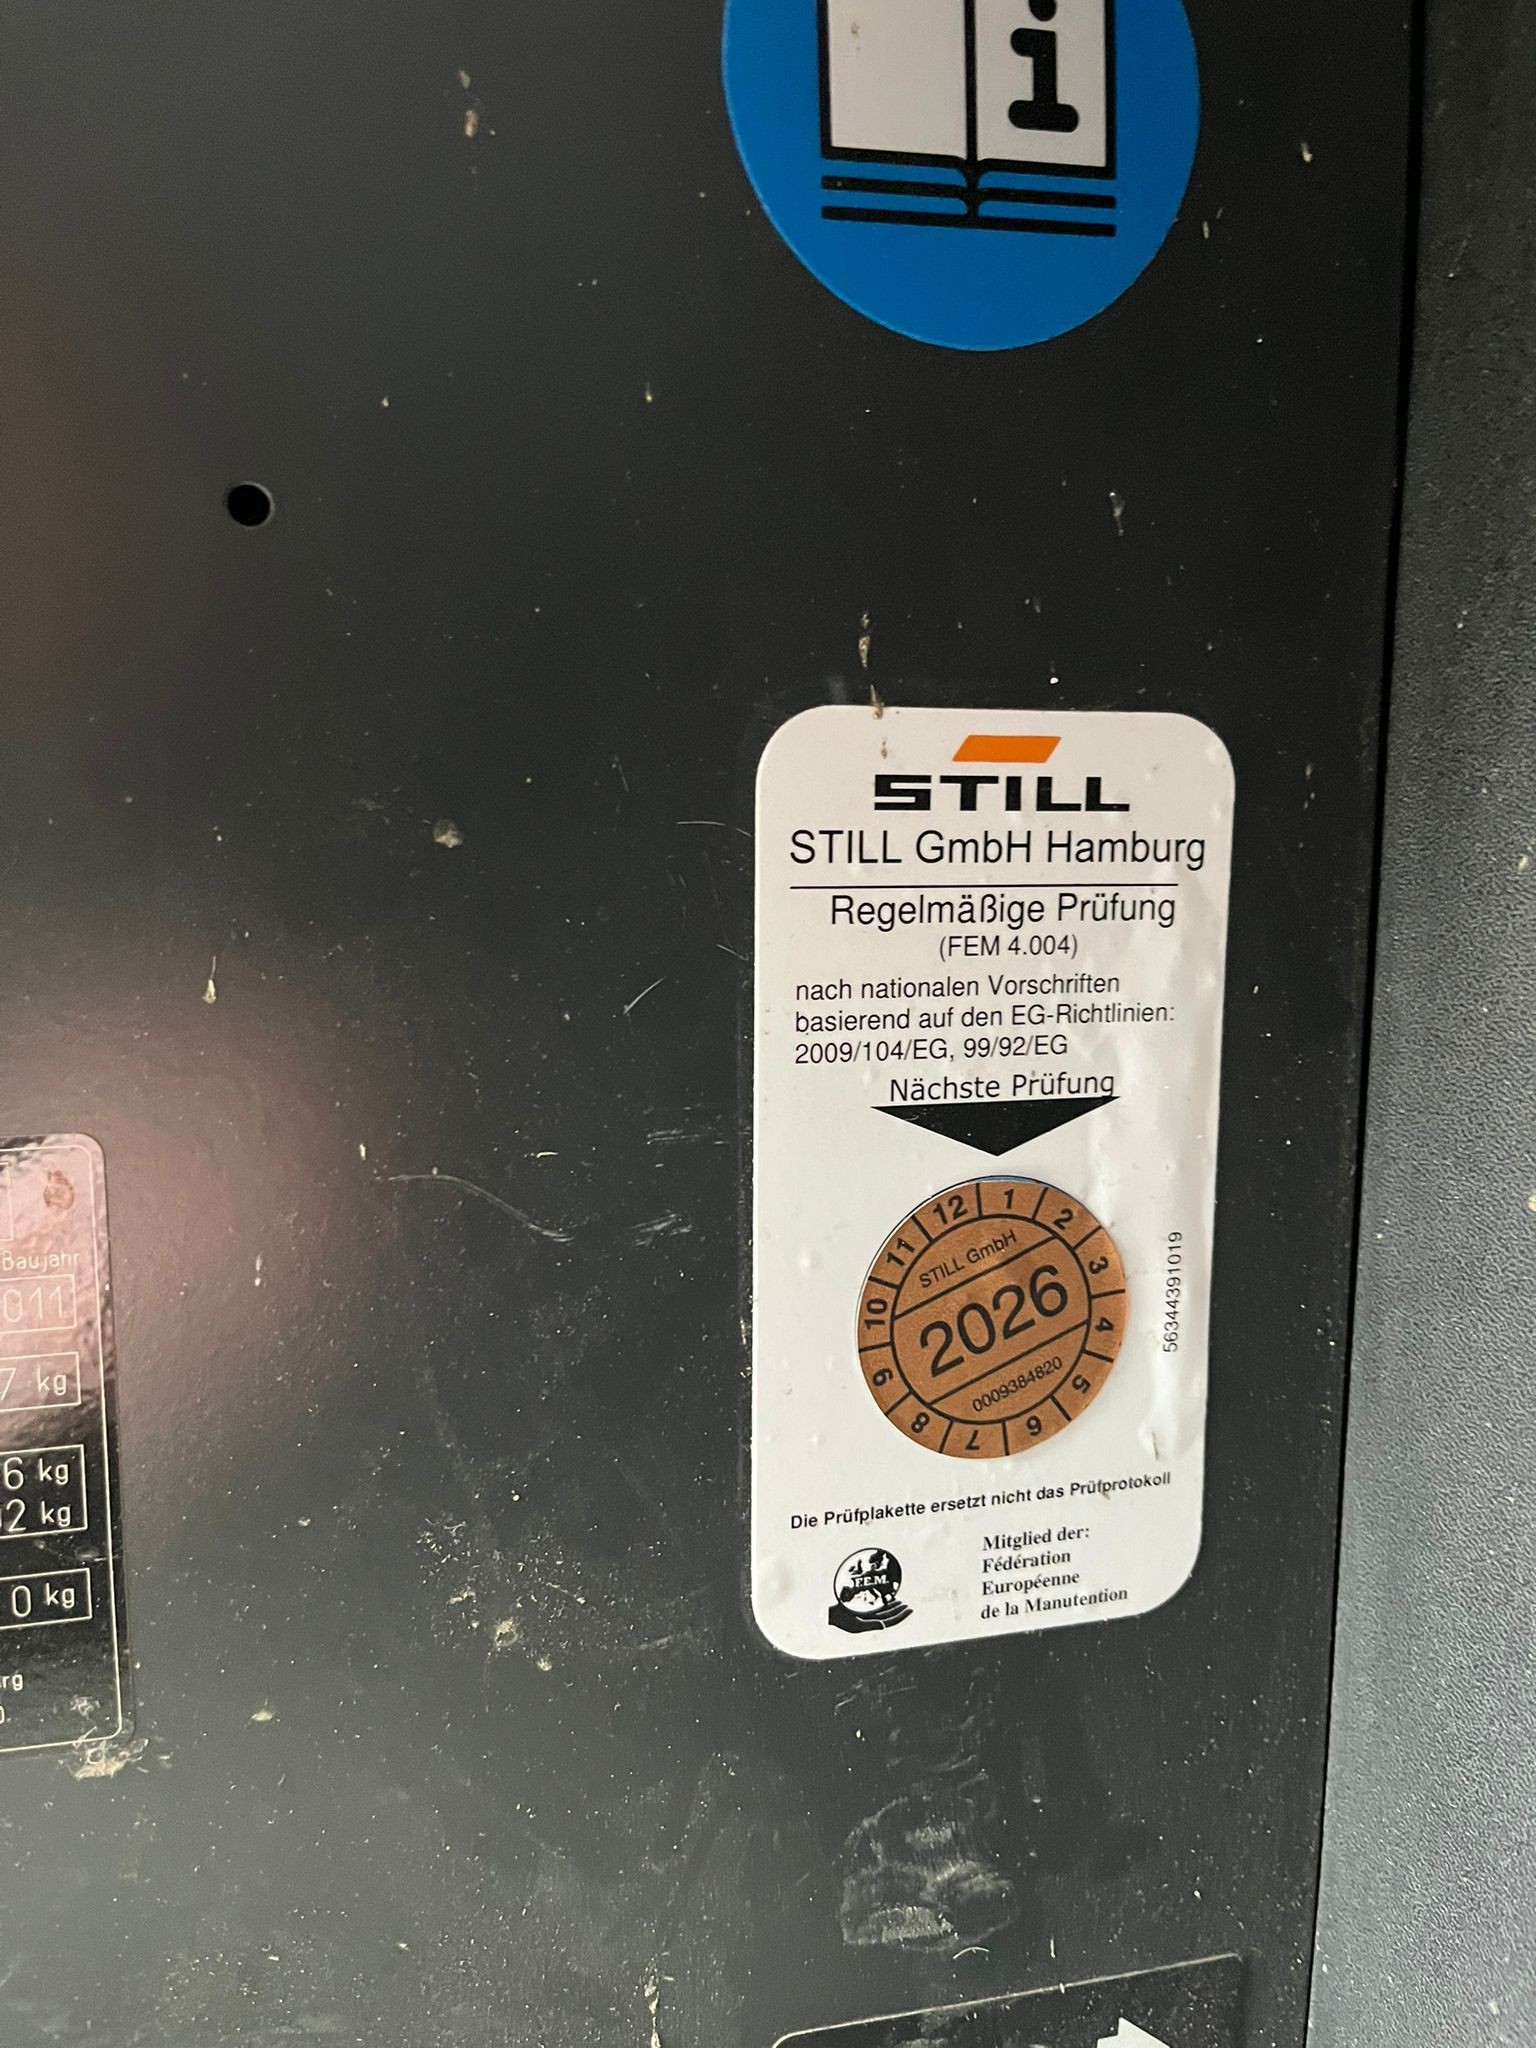 i
STILL
STILL GmbH Hamburg
Regelmäßige Prüfung
(FEM 4.004)
nach nationalen Vorschriften
basierend auf den EG-Richtlinien:
2009/104/EG, 99/92/EG
Nächste Prüfung
12 1 2 3 4 5 6 7 8 9 10 11
STILL GmbH
2026
0009384820
56344391019
Die Prüfplakette ersetzt nicht das Prüfprotokoll
F.E.M.
Mitglied der:
Fédération
Européenne
de la Manutention
Baujahr
011
7 kg
6 kg
2 kg
0 kg
rg